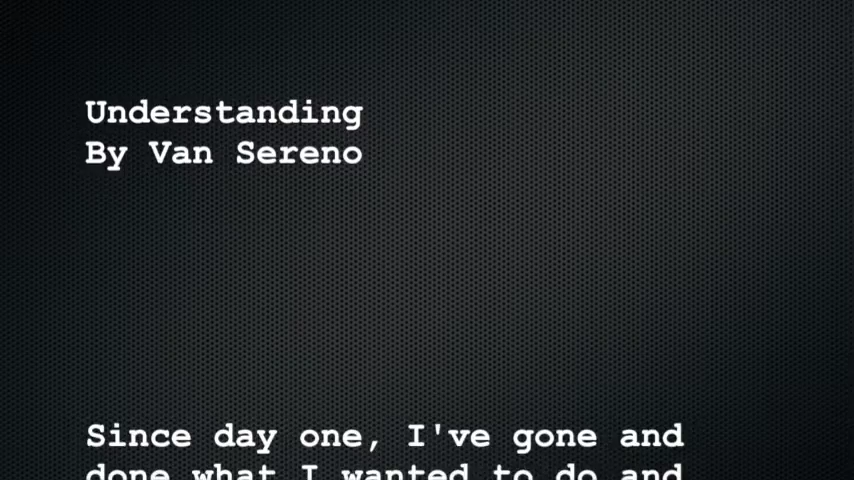 Understanding
By Van Sereno
Since day one, I've gone and
done what I wanted to do and